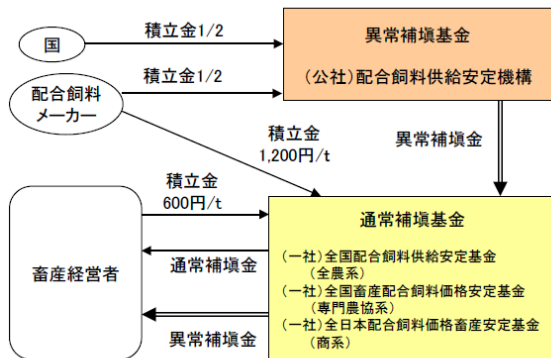 国
積立金1/2
異常補塡基金
（公社）配合飼料供給安定機構
積立金1/2
配合飼料
メーカー
積立金
1,200円/t
異常補塡金
積立金
600円/t
通常補塡基金
（一社）全国配合飼料供給安定基金
（全農系）
（一社）全国畜産配合飼料価格安定基金
（専門農協系）
（一社）全日本配合飼料価格畜産安定基金
（商系）
畜産経営者
通常補塡金
異常補塡金